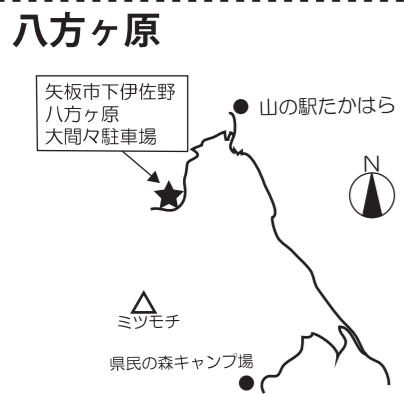 八方ヶ原
矢板市下伊佐野
八方ヶ原
大間々駐車場
山の駅たかはら
N
ミツモチ
県民の森キャンプ場